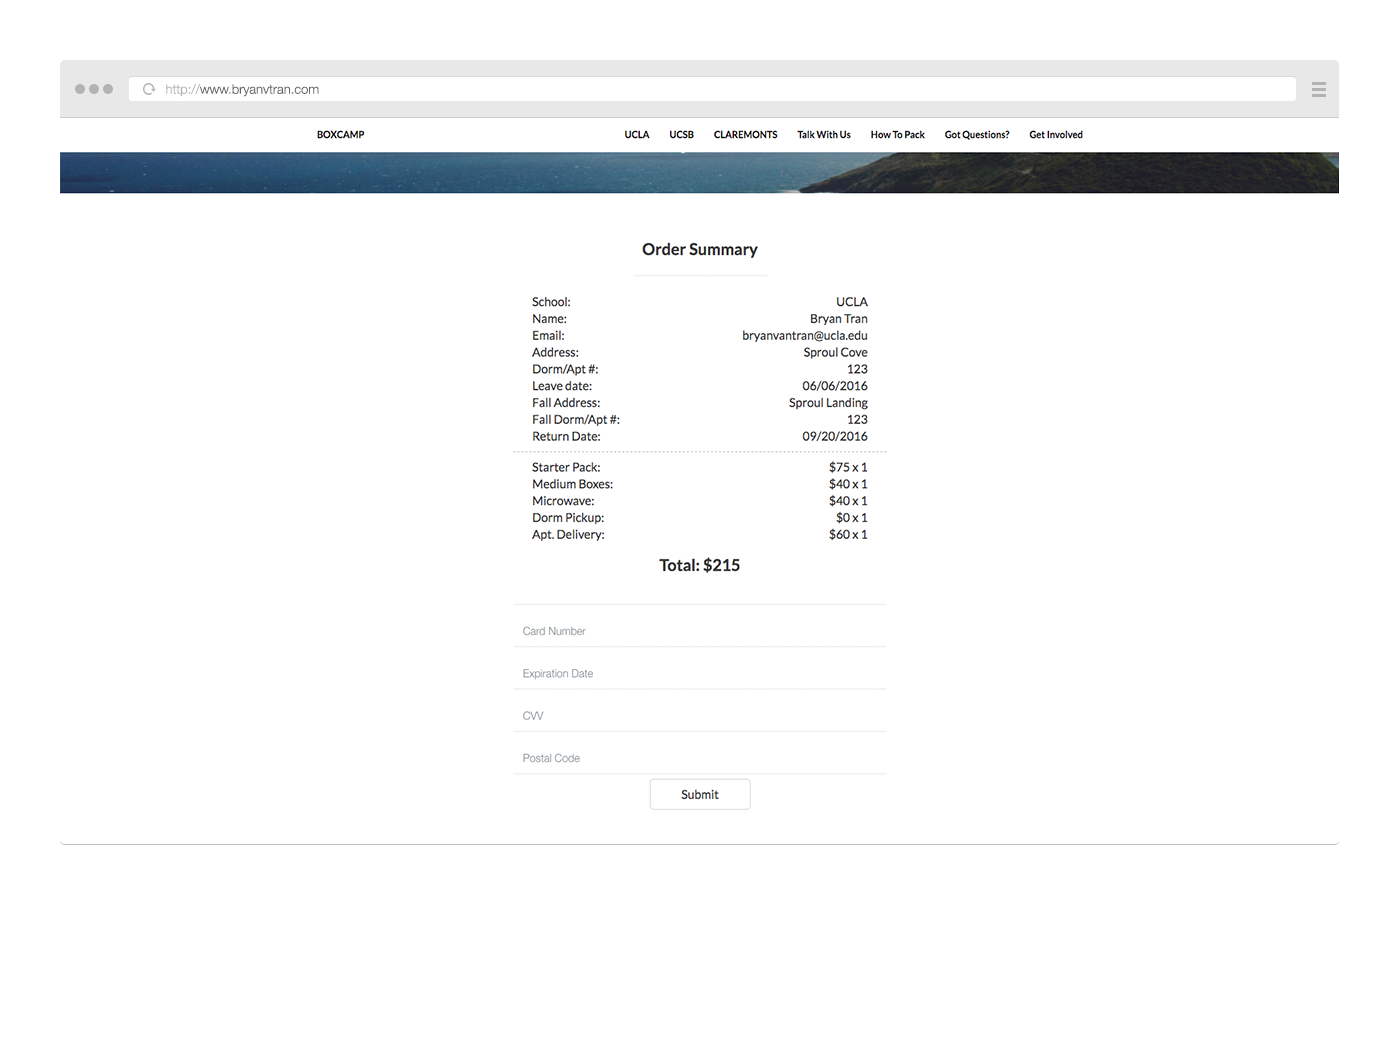 http://www.bryanvtran.com
BOXCAMP UCLA UCSB CLAREMONTS Talk With Us How To Pack Got Questions? Get Involved
Order Summary
School: UCLA
Name: Bryan Tran
Email: bryanvantran@ucla.edu
Address: Sproul Cove
Dorm/Apt #: 123
Leave date: 06/06/2016
Fall Address: Sproul Landing
Fall Dorm/Apt #: 123
Return Date: 09/20/2016
Starter Pack: $75 x 1
Medium Boxes: $40 x 1
Microwave: $40 x 1
Dorm Pickup: $0 x 1
Apt. Delivery: $60 x 1
Total: $215
Card Number
Expiration Date
CVV
Postal Code
Submit